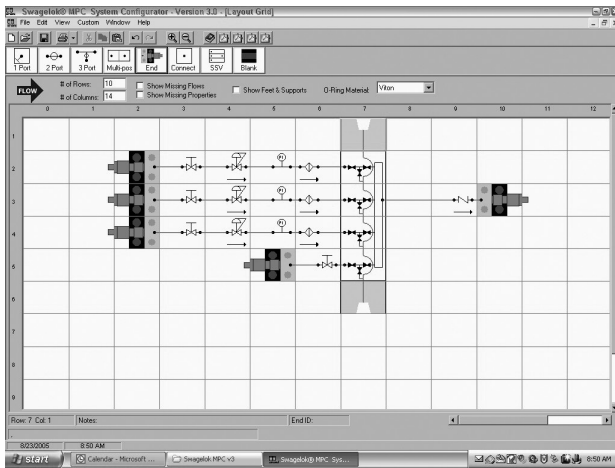 Swagelok® MPC System Configurator - Version 3.0 - [Layout Grid]
File Edit View Custom Window Help
1 Port 2 Port 3 Port Multi-pos End Connect SSV Blank
FLOW
# of Rows: 10
# of Columns: 14
Show Missing Flows
Show Missing Properties
Show Feet & Supports
O-Ring Material: Viton
0 1 2 3 4 5 6 7 8 9 10 11 12
1
2
3
4
5
6
7
8
9
PI
PI
PI
Row: 7 Col: 1 Notes: End ID:
8/23/2005 8:50 AM
start Calendar - Microsoft ... Swagelok MPC v3 Swagelok® MPC Sys... 8:50 AM